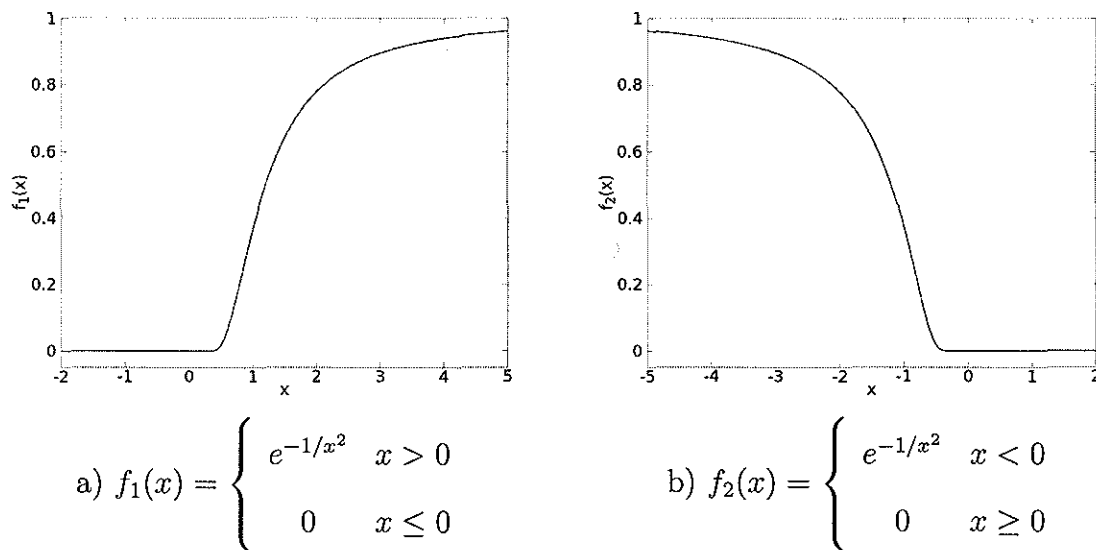 1
0.8
0.6
0.4
0.2
0
f₁(x)
-2 -1 0 1 2 3 4 5
x
1
0.8
0.6
0.4
0.2
0
f₂(x)
-5 -4 -3 -2 -1 0 1 2
x
a) f₁(x) = { e^{-1/x²} x > 0
0 x ≤ 0
b) f₂(x) = { e^{-1/x²} x < 0
0 x ≥ 0